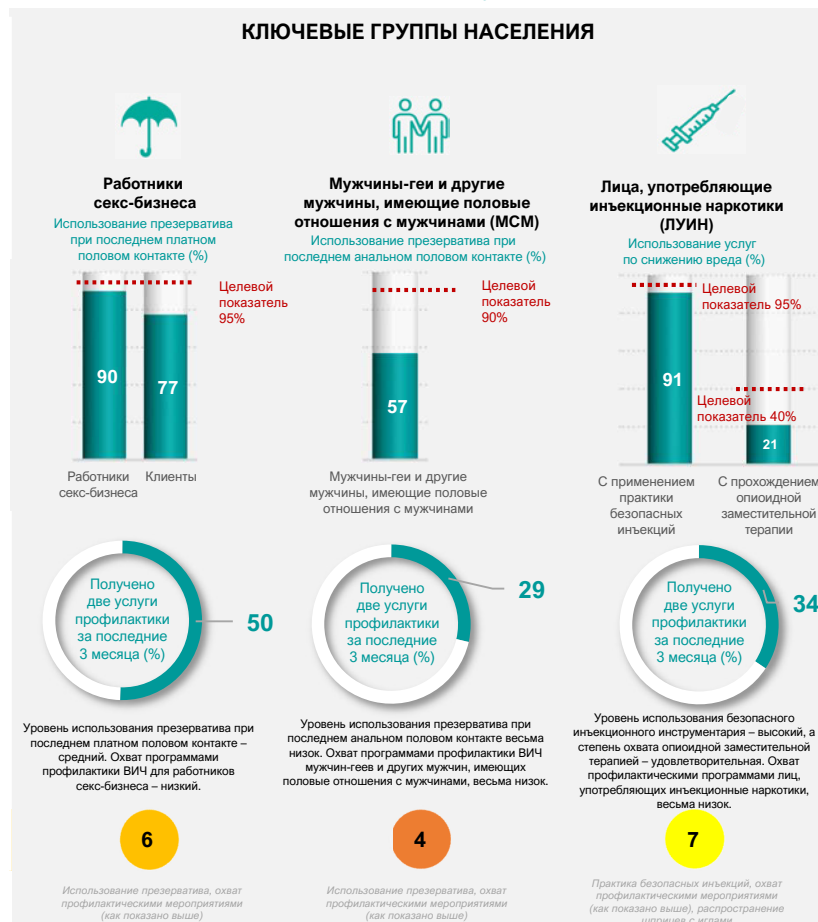 КЛЮЧЕВЫЕ ГРУППЫ НАСЕЛЕНИЯ
Работники
секс-бизнеса
Использование презерватива
при последнем платном
половом контакте (%)
Целевой
показатель
95%
90
77
Работники
секс-бизнеса
Клиенты
Получено
две услуги
профилактики
за последние
3 месяца (%)
50
Уровень использования презерватива при
последнем платном половом контакте –
средний. Охват программами
профилактики ВИЧ для работников
секс-бизнеса – низкий.
6
Использование презерватива, охват
профилактическими мероприятиями
(как показано выше)
Мужчины-геи и другие
мужчины, имеющие половые
отношения с мужчинами (МСМ)
Использование презерватива при
последнем анальном половом контакте (%)
Целевой
показатель
90%
57
Мужчины-геи и другие
мужчины, имеющие половые
отношения с мужчинами
Получено
две услуги
профилактики
за последние
3 месяца (%)
29
Уровень использования презерватива при
последнем анальном половом контакте весьма
низок. Охват программами профилактики ВИЧ
мужчин-геев и других мужчин, имеющих
половые отношения с мужчинами, весьма низок.
4
Использование презерватива, охват
профилактическими мероприятиями
(как показано выше)
Лица, употребляющие
инъекционные наркотики
(ЛУИН)
Использование услуг
по снижению вреда (%)
Целевой
показатель 95%
91
Целевой
показатель 40%
21
С применением
практики
безопасных
инъекций
С прохождением
опиоидной
заместительной
терапии
Получено
две услуги
профилактики
за последние
3 месяца (%)
34
Уровень использования безопасного
инъекционного инструментария – высокий, а
степень охвата опиоидной заместительной
терапией – удовлетворительная. Охват
профилактическими программами лиц,
употребляющих инъекционные наркотики,
весьма низок.
7
Практика безопасных инъекций, охват
профилактическими мероприятиями
(как показано выше), распространение
шприцев с иглами